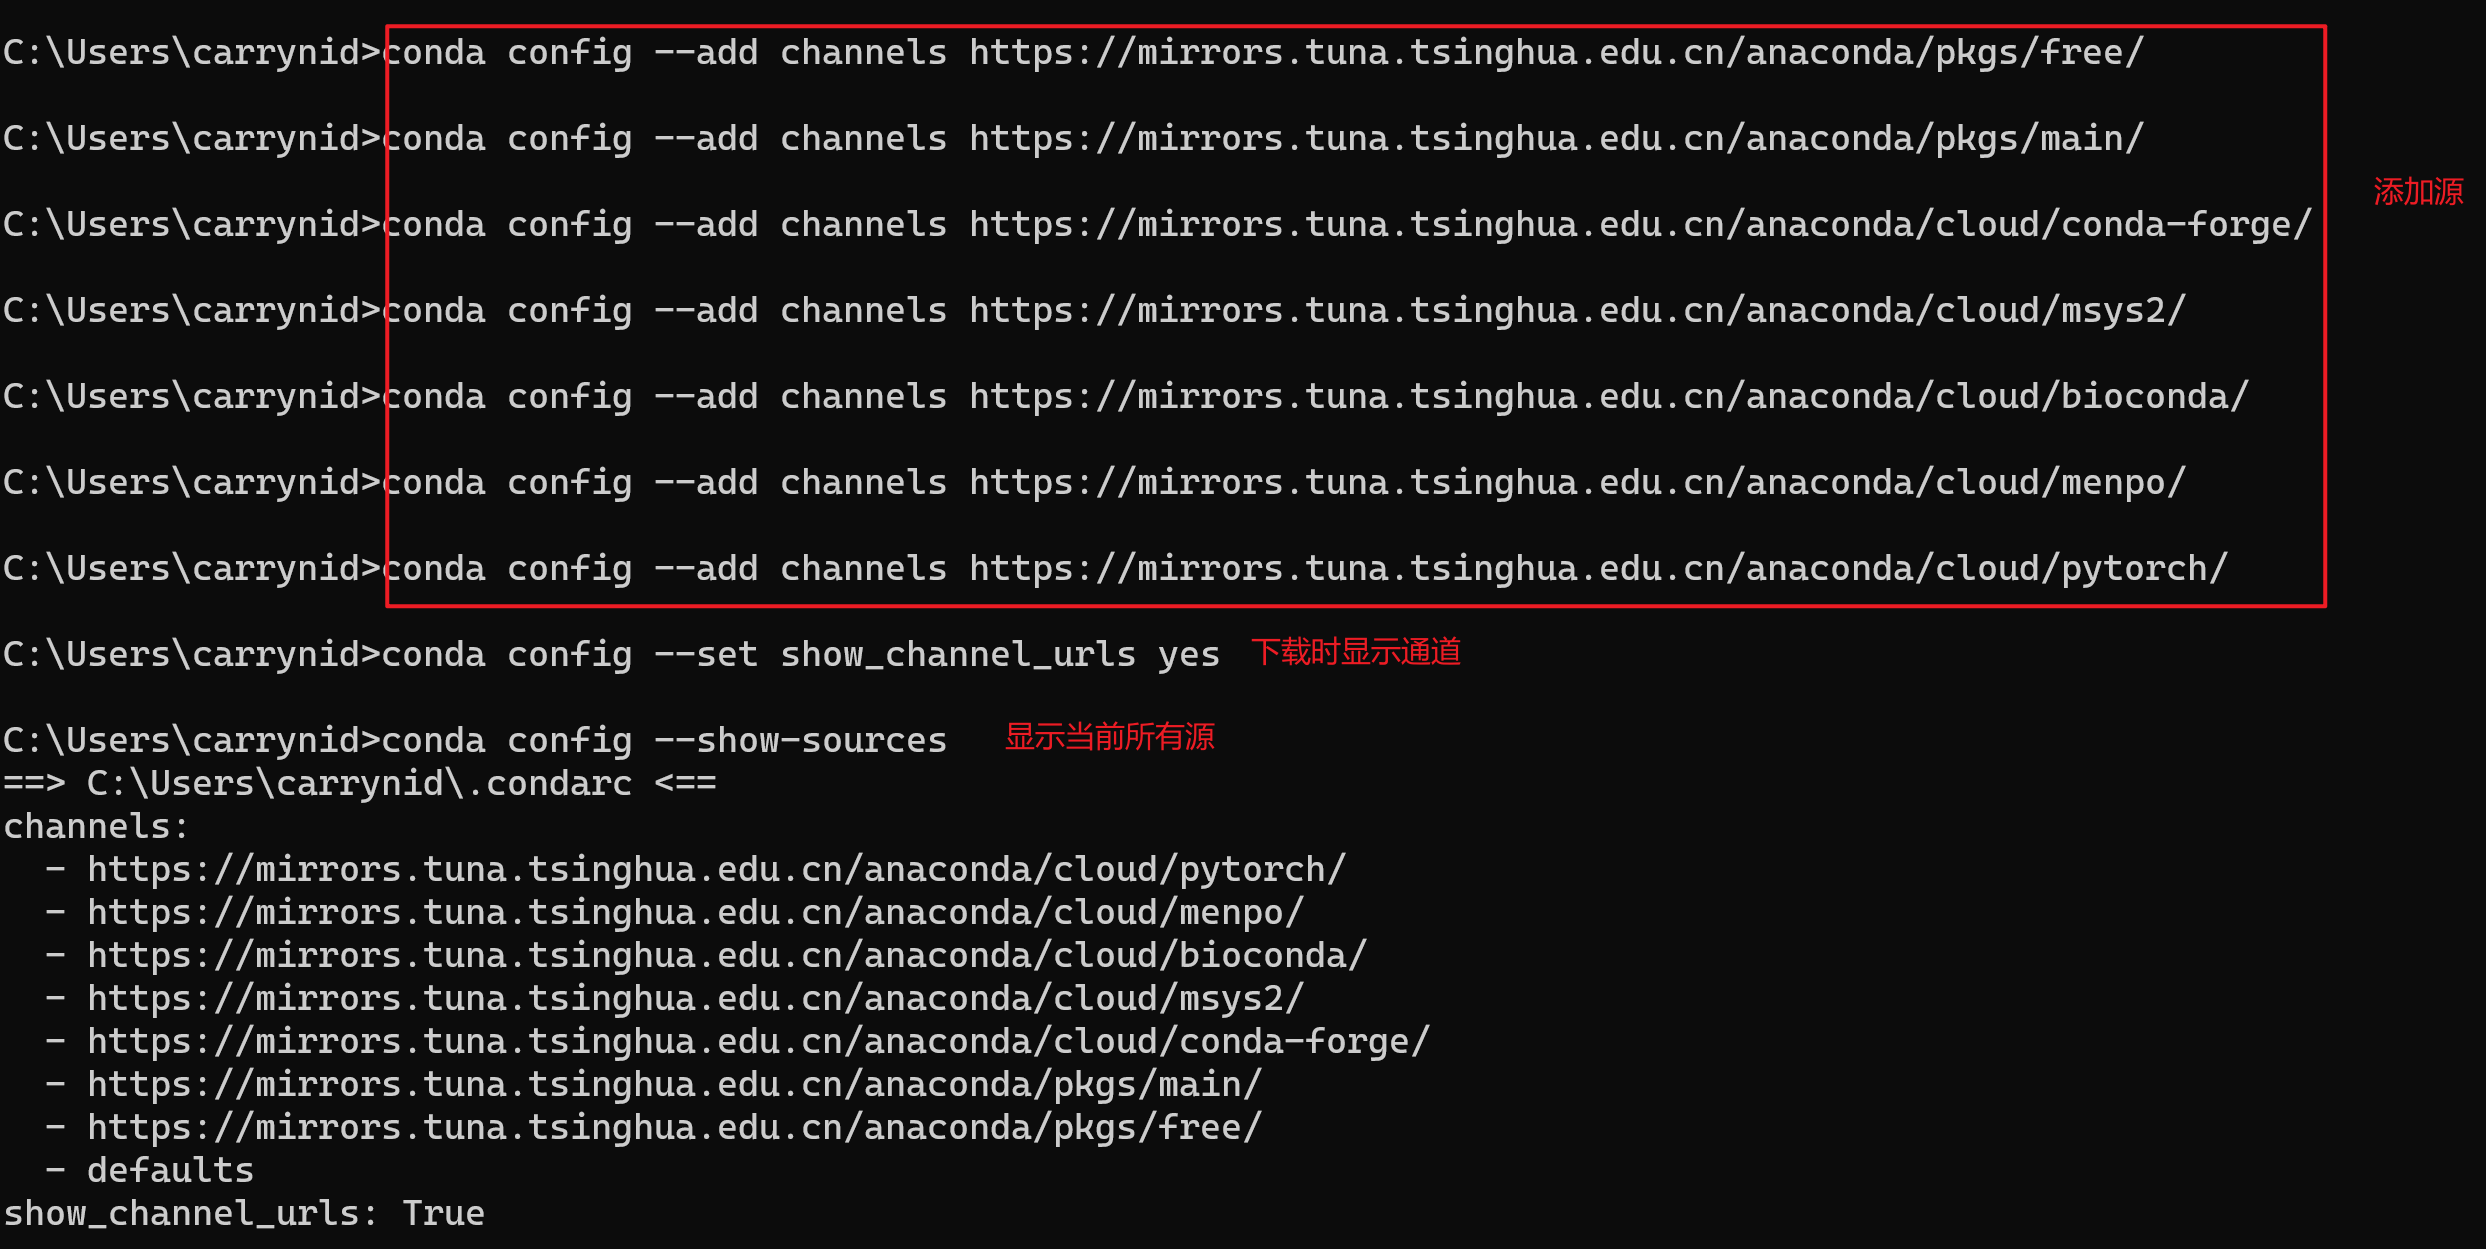 C:\Users\carrynid>conda config --add channels https://mirrors.tuna.tsinghua.edu.cn/anaconda/pkgs/free/
C:\Users\carrynid>conda config --add channels https://mirrors.tuna.tsinghua.edu.cn/anaconda/pkgs/main/
添加源
C:\Users\carrynid>conda config --add channels https://mirrors.tuna.tsinghua.edu.cn/anaconda/cloud/conda-forge/
C:\Users\carrynid>conda config --add channels https://mirrors.tuna.tsinghua.edu.cn/anaconda/cloud/msys2/
C:\Users\carrynid>conda config --add channels https://mirrors.tuna.tsinghua.edu.cn/anaconda/cloud/bioconda/
C:\Users\carrynid>conda config --add channels https://mirrors.tuna.tsinghua.edu.cn/anaconda/cloud/menpo/
C:\Users\carrynid>conda config --add channels https://mirrors.tuna.tsinghua.edu.cn/anaconda/cloud/pytorch/
C:\Users\carrynid>conda config --set show_channel_urls yes 下载时显示通道
C:\Users\carrynid>conda config --show-sources 显示当前所有源
==> C:\Users\carrynid\.condarc <==
channels:
  - https://mirrors.tuna.tsinghua.edu.cn/anaconda/cloud/pytorch/
  - https://mirrors.tuna.tsinghua.edu.cn/anaconda/cloud/menpo/
  - https://mirrors.tuna.tsinghua.edu.cn/anaconda/cloud/bioconda/
  - https://mirrors.tuna.tsinghua.edu.cn/anaconda/cloud/msys2/
  - https://mirrors.tuna.tsinghua.edu.cn/anaconda/cloud/conda-forge/
  - https://mirrors.tuna.tsinghua.edu.cn/anaconda/pkgs/main/
  - https://mirrors.tuna.tsinghua.edu.cn/anaconda/pkgs/free/
  - defaults
show_channel_urls: True